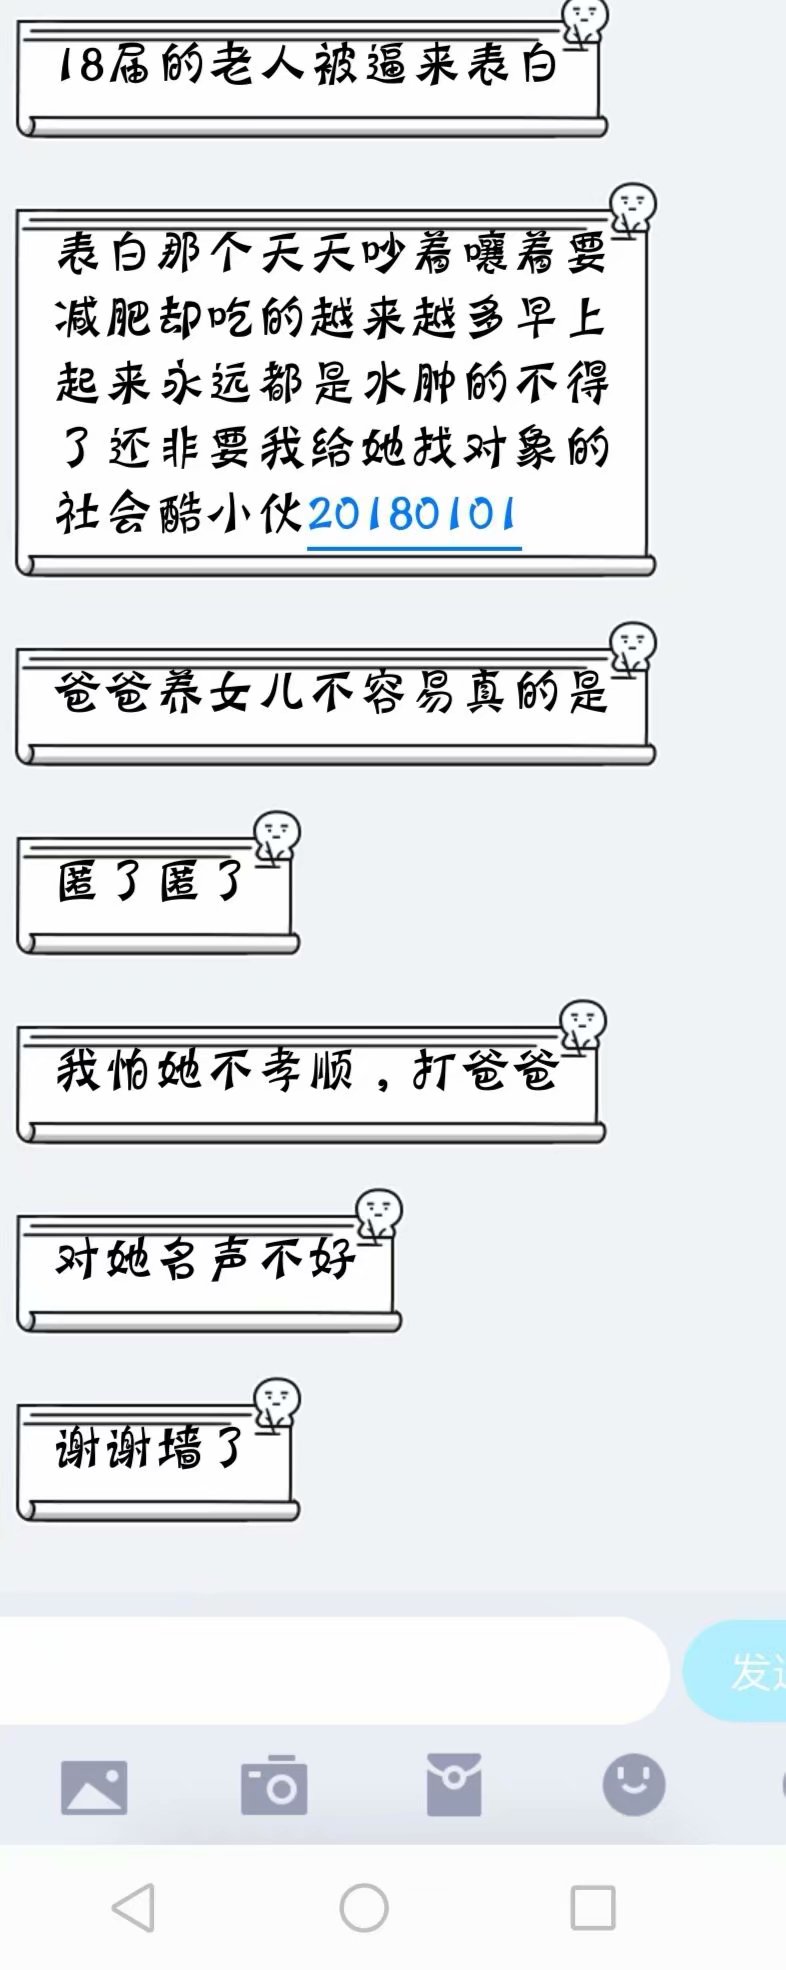 18届的老人被逼来表白
表白那个天天吵着嚷着要
减肥却吃的越来越多早上
起来永远都是水肿的不得
了还非要我给她找对象的
社会酷小伙20180101
爸爸养女儿不容易真的是
匿了匿了
我怕她不孝顺，打爸爸
对她名声不好
谢谢墙了
发送